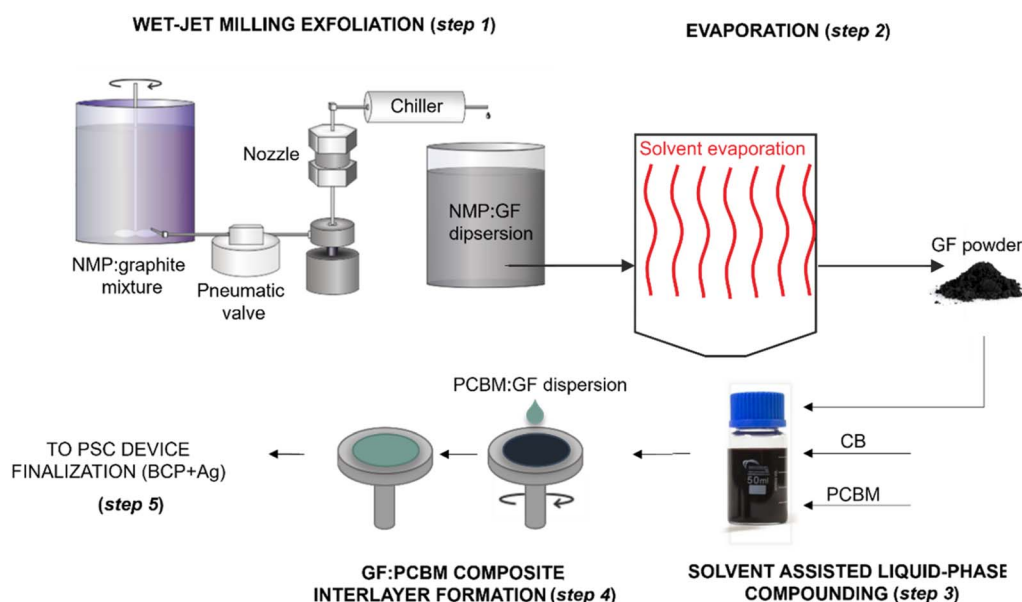 WET-JET MILLING EXFOLIATION (step 1)
EVAPORATION (step 2)
Chiller
Nozzle
NMP:graphite
mixture
Pneumatic
valve
NMP:GF
dipsersion
Solvent evaporation
GF powder
PCBM:GF dispersion
TO PSC DEVICE
FINALIZATION (BCP+Ag)
(step 5)
CB
PCBM
50ml
GF:PCBM COMPOSITE
INTERLAYER FORMATION (step 4)
SOLVENT ASSISTED LIQUID-PHASE
COMPOUNDING (step 3)